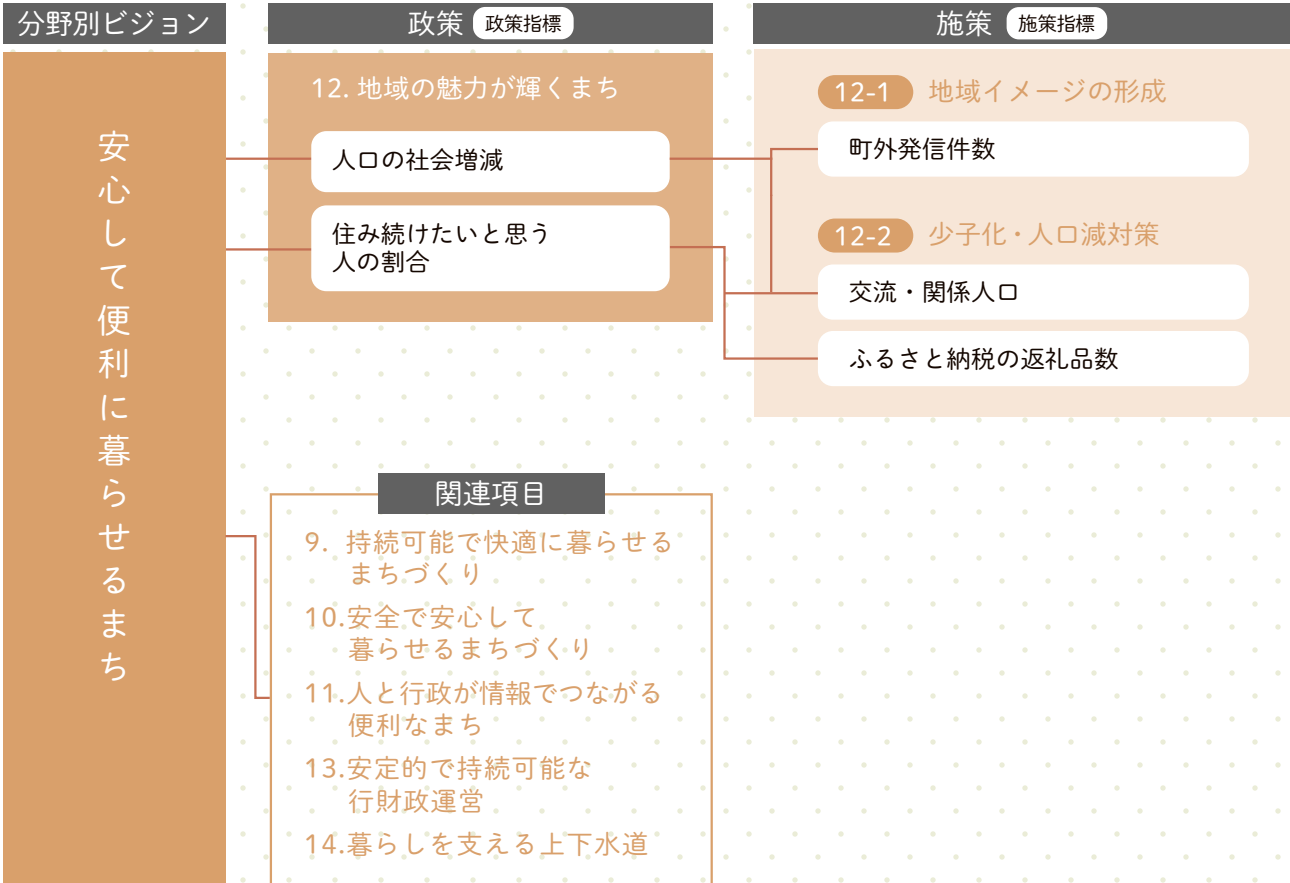 分野別ビジョン
政策 政策指標
施策 施策指標
安心して便利に暮らせるまち
12. 地域の魅力が輝くまち
人口の社会増減
住み続けたいと思う
人の割合
12-1 地域イメージの形成
町外発信件数
12-2 少子化・人口減対策
交流・関係人口
ふるさと納税の返礼品数
関連項目
9. 持続可能で快適に暮らせる
まちづくり
10.安全で安心して
暮らせるまちづくり
11.人と行政が情報でつながる
便利なまち
13.安定的で持続可能な
行財政運営
14.暮らしを支える上下水道